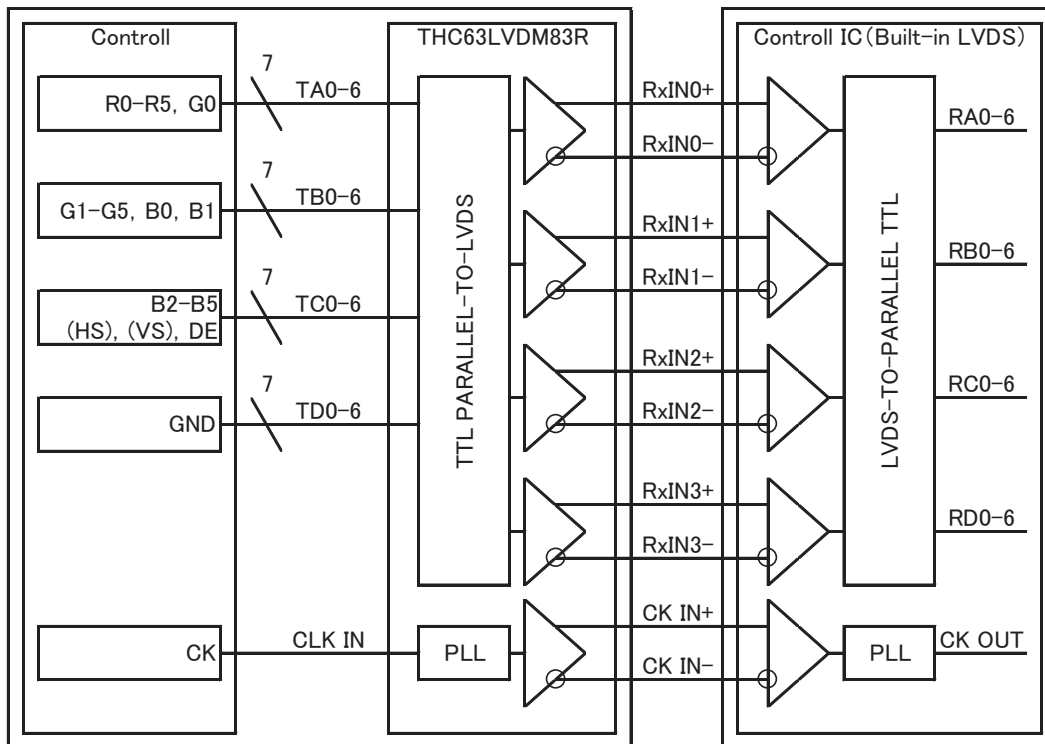 Controll
THC63LVDM83R
Controll IC(Built-in LVDS)
R0-R5, G0
7
TA0-6
RxIN0+
RxIN0-
RA0-6
G1-G5, B0, B1
7
TB0-6
RxIN1+
RxIN1-
RB0-6
B2-B5
(HS), (VS), DE
7
TC0-6
RxIN2+
RxIN2-
RC0-6
GND
7
TD0-6
RxIN3+
RxIN3-
RD0-6
TTL PARALLEL-TO-LVDS
LVDS-TO-PARALLEL TTL
CK
CLK IN
PLL
CK IN+
CK IN-
PLL
CK OUT